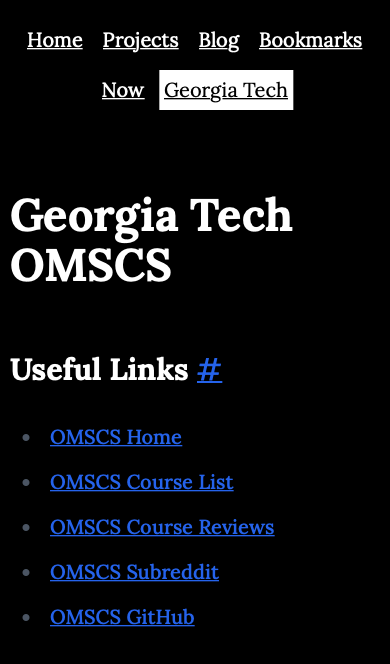 Home Projects Blog Bookmarks
Now Georgia Tech
Georgia Tech
OMSCS
Useful Links #
OMSCS Home
OMSCS Course List
OMSCS Course Reviews
OMSCS Subreddit
OMSCS GitHub